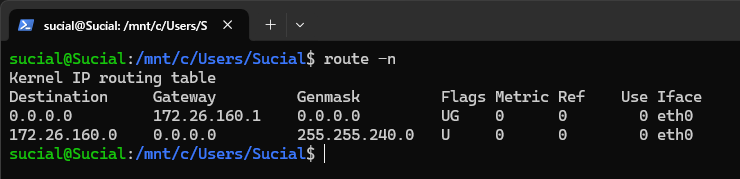 sucial@Sucial: /mnt/c/Users/S
sucial@Sucial:/mnt/c/Users/Sucial$ route -n
Kernel IP routing table
Destination     Gateway         Genmask         Flags Metric Ref    Use Iface
0.0.0.0         172.26.160.1    0.0.0.0         UG    0      0        0 eth0
172.26.160.0    0.0.0.0         255.255.240.0   U     0      0        0 eth0
sucial@Sucial:/mnt/c/Users/Sucial$